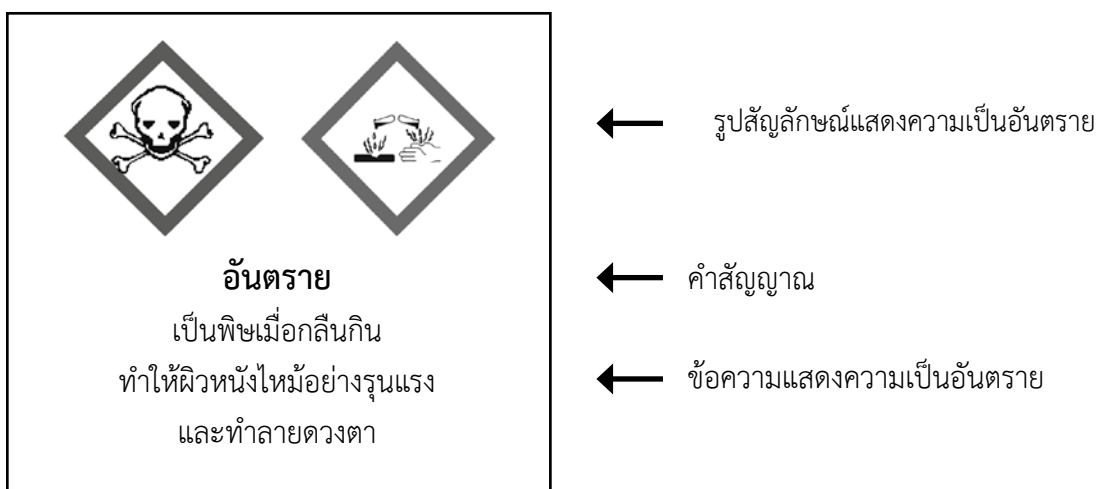 รูปสัญลักษณ์แสดงความเป็นอันตราย
อันตราย
คำสัญญาณ
เป็นพิษเมื่อกลืนกิน
ทำให้ผิวหนังไหม้อย่างรุนแรง
ข้อความแสดงความเป็นอันตราย
และทำลายดวงตา